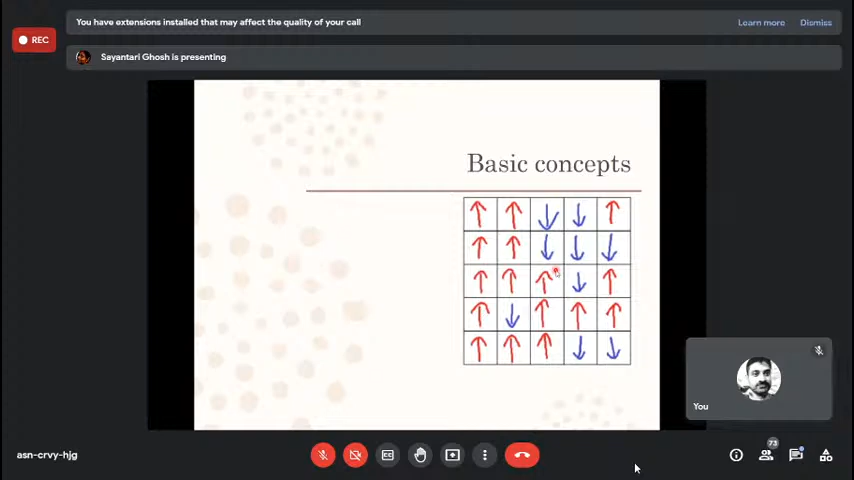 You have extensions installed that may affect the quality of your call
Learn more
Dismiss
REC
Sayantari Ghosh is presenting
Basic concepts
↑ ↑ ↓ ↓ ↑
↑ ↑ ↓ ↓ ↓
↑ ↑ ↑ ↓ ↑
↑ ↓ ↑ ↑ ↑
↑ ↑ ↑ ↓ ↓
You
asn-crvy-hjg
CC
73